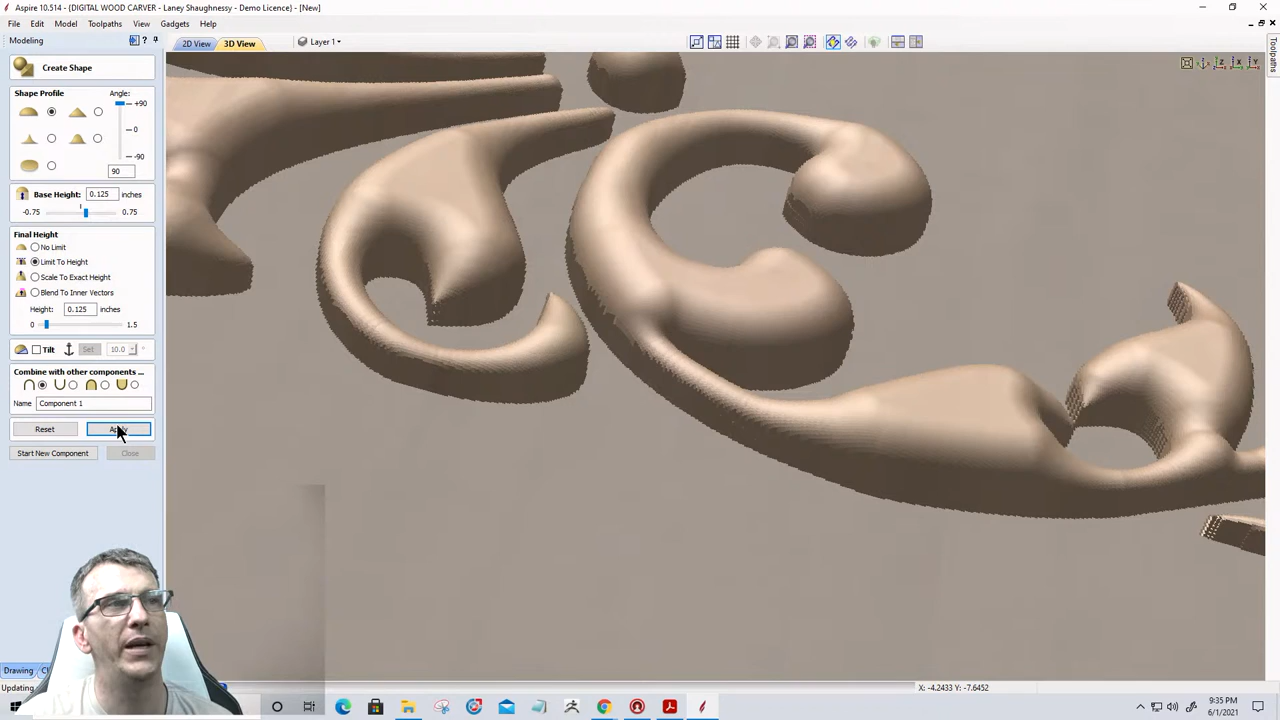 Aspire 10.514 - {DIGITAL WOOD CARVER - Laney Shaughnessy - Demo Licence} - [New]
File Edit Model Toolpaths View Gadgets Help
Modeling
2D View 3D View Layer 1
Create Shape
Shape Profile Angle:
+90
0
-90
90
Base Height: 0.125 inches
-0.75 0.75
Final Height
No Limit
Limit To Height
Scale To Exact Height
Blend To Inner Vectors
Height: 0.125 inches
0 1.5
Tilt Set 10.0 °
Combine with other components ...
Name Component 1
Reset
Start New Component Close
Toolpaths
Drawing
Updating
X: -4.2433 Y: -7.6452
9:35 PM
6/1/2021